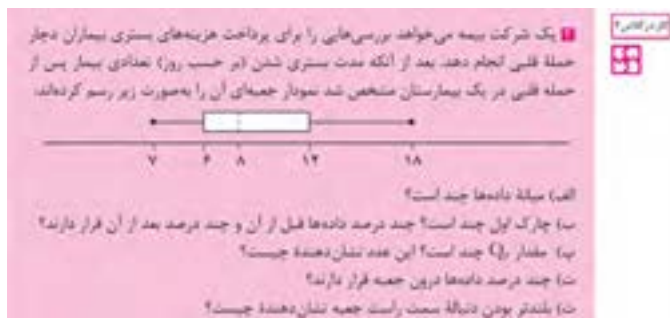 کار در کلاس ۴
۲ یک شرکت بیمه می‌خواهد بررسی‌هایی را برای پرداخت هزینه‌های بستری بیماران دچار
حملهٔ قلبی انجام دهد. بعد از آنکه مدت بستری شدن (بر حسب روز) تعدادی بیمار پس از
حمله قلبی در یک بیمارستان مشخص شد نمودار جعبه‌ای آن را به‌صورت زیر رسم کرده‌اند:
۷ ۶ ۸ ۱۲ ۱۸
الف) میانهٔ داده‌ها چند است؟
ب) چارک اول چند است؟ چند درصد داده‌ها قبل از آن و چند درصد بعد از آن قرار دارند؟
پ) مقدار Q₃ چند است؟ این عدد نشان‌دهندهٔ چیست؟
ت) چند درصد داده‌ها درون جعبه قرار دارند؟
ث) بلندتر بودن دنبالهٔ سمت راست جعبه نشان‌دهندهٔ چیست؟